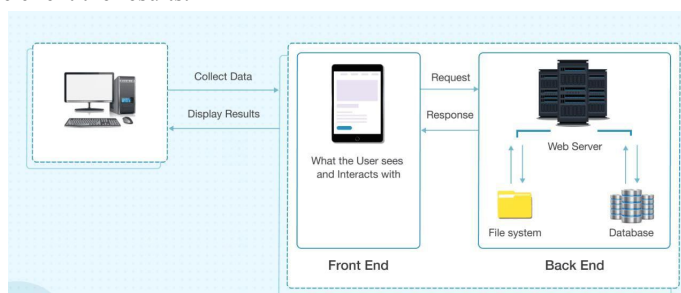 Collect Data
Display Results
What the User sees
and Interacts with
Front End
Request
Response
Web Server
File system
Database
Back End